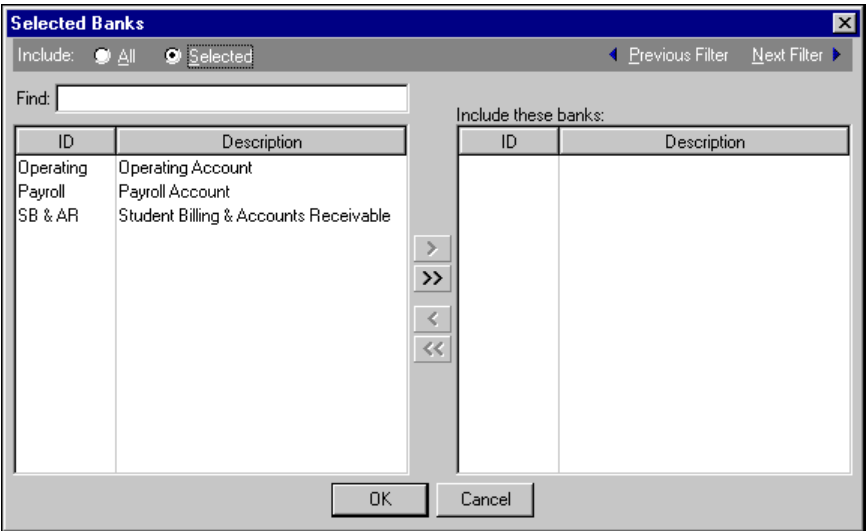 Selected Banks
Include: All Selected Previous Filter Next Filter
Find:
Include these banks:
ID Description ID Description
Operating Operating Account
Payroll Payroll Account
SB & AR Student Billing & Accounts Receivable
>
>>
<
<<
OK Cancel